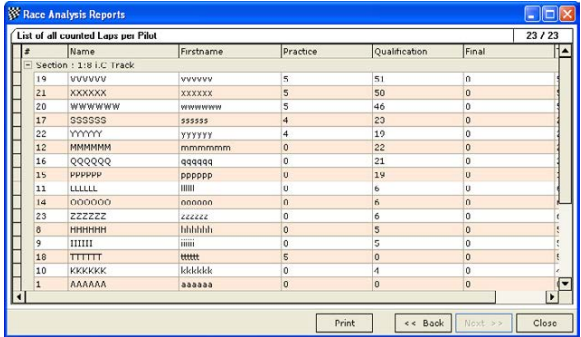 Race Analysis Reports
List of all counted Laps per Pilot 23 / 23
# Name Firstname Practice Qualification Final
Section : 1:8 I.C Track
19 VVVVVV vvvvvv 5 51 0
21 XXXXXX xxxxxx 5 50 0
20 WWWWWW wwwwww 5 46 0
17 SSSSSS ssssss 4 23 0
22 YYYYYY yyyyyy 4 19 0
12 MMMMMM mmmmmm 0 22 0
16 QQQQQQ qqqqqq 0 21 0
15 PPPPPP pppppp 0 19 0
11 LLLLLL llllll 0 6 0
14 OOOOOO oooooo 0 6 0
23 ZZZZZZ zzzzzz 0 6 0
8 HHHHHH hhhhhh 0 5 0
9 IIIIII iiiiii 0 5 0
18 TTTTTT tttttt 5 0 0
10 KKKKKK kkkkkk 0 4 0
1 AAAAAA aaaaaa 0 0 0
Print << Back Next >> Close